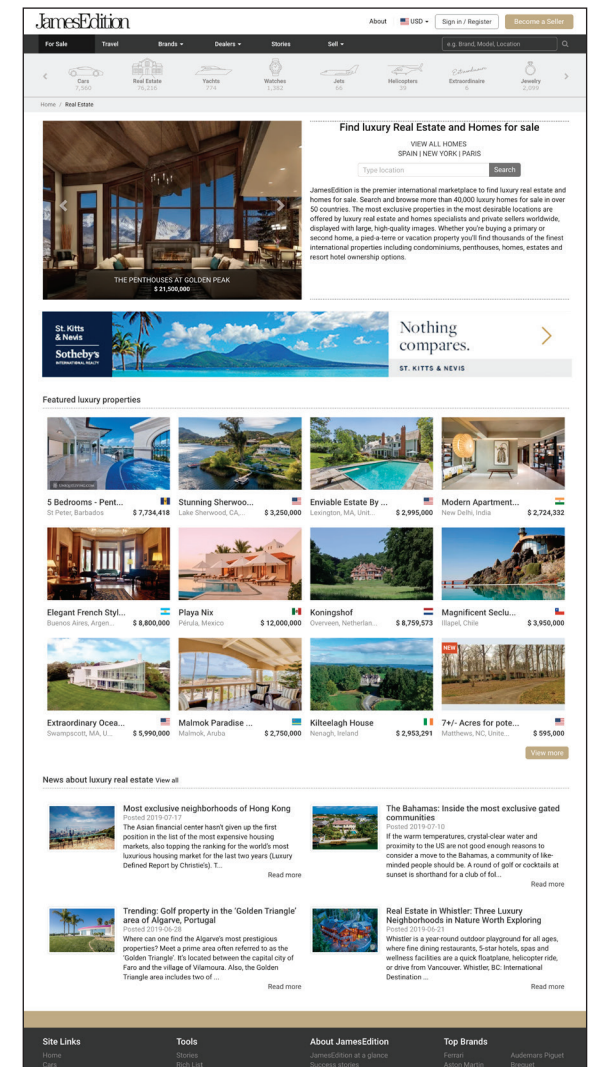 JamesEdition
About USD Sign in / Register Become a Seller
For Sale Travel Brands Dealers Stories Sell e.g. Brand, Model, Location
Cars Real Estate Yachts Watches Jets Helicopters Extraordinaire Jewelry
7,560 76,216 774 1,362 66 24 6 2,099
Home / Real Estate
THE PENTHOUSES AT GOLDEN PEAK
$ 21,500,000
Find luxury Real Estate and Homes for sale
VIEW ALL HOMES
SPAIN | NEW YORK | PARIS
Type location Search
JamesEdition is the premier international marketplace to find luxury real estate and
homes for sale. Search and browse more than 40,000 luxury homes for sale in over
50 countries. The most exclusive properties in the most desirable locations are
offered by luxury real estate and homes specialists and private sellers worldwide,
displayed with large, high-quality images. Whether you're buying a primary or
second home, a pied-a-terre or vacation property you'll find thousands of the finest
international properties including condominiums, penthouses, homes, estates and
resort hotel ownership options.
St. Kitts
& Nevis
Sotheby's
INTERNATIONAL REALTY
Nothing
compares.
ST. KITTS & NEVIS
Featured luxury properties
5 Bedrooms - Pent... Stunning Sherwoo... Enviable Estate By ... Modern Apartment...
St Peter, Barbados $ 7,734,418 Lake Sherwood, CA,... $ 3,250,000 Lexington, MA, Unit... $ 2,995,000 New Delhi, India $ 2,724,332
Elegant French Styl... Playa Nix Koningshof Magnificent Seclu...
Buenos Aires, Argen... $ 8,800,000 Pérula, Mexico $ 12,000,000 Overveen, Netherlan... $ 8,759,573 Illapel, Chile $ 3,950,000
NEW
Extraordinary Ocea... Malmok Paradise ... Kilteelagh House 7+/- Acres for pote...
Swampscott, MA, U... $ 5,990,000 Malmok, Aruba $ 2,750,000 Nenagh, Ireland $ 2,953,291 Matthews, NC, Unite... $ 595,000
View more
News about luxury real estate View all
Most exclusive neighborhoods of Hong Kong
Posted 2019-07-17
The Asian financial center hasn't given up the first
position in the list of the most expensive housing
markets, also topping the ranking for the world's most
luxurious housing market for the last two years (Luxury
Defined Report by Christie's). T...
Read more
The Bahamas: Inside the most exclusive gated
communities
Posted 2019-07-10
If the warm temperatures, crystal-clear water and
proximity to the US are not good enough reasons to
consider a move to the Bahamas, a community of like-
minded people should be. A round of golf or cocktails at
sunset is shorthand for a club of fol...
Read more
Trending: Golf property in the 'Golden Triangle'
area of Algarve, Portugal
Posted 2019-06-28
Where can one find the Algarve's most prestigious
properties? Meet a prime area often referred to as the
'Golden Triangle'. It's located between the capital city of
Faro and the village of Vilamoura. Also, the Golden
Triangle area includes two of ...
Read more
Real Estate in Whistler: Three Luxury
Neighborhoods in Nature Worth Exploring
Posted 2019-06-21
Whistler is a year-round outdoor playground for all ages,
where fine dining restaurants, 5-star hotels, spas and
wellness facilities are a quick floatplane, helicopter ride,
or drive from Vancouver. Whistler, BC: International
Destination ...
Read more
Site Links Tools About JamesEdition Top Brands
Home Stories JamesEdition at a glance Ferrari Audemars Piguet
Cars Rich List Success stories Aston Martin Breguet